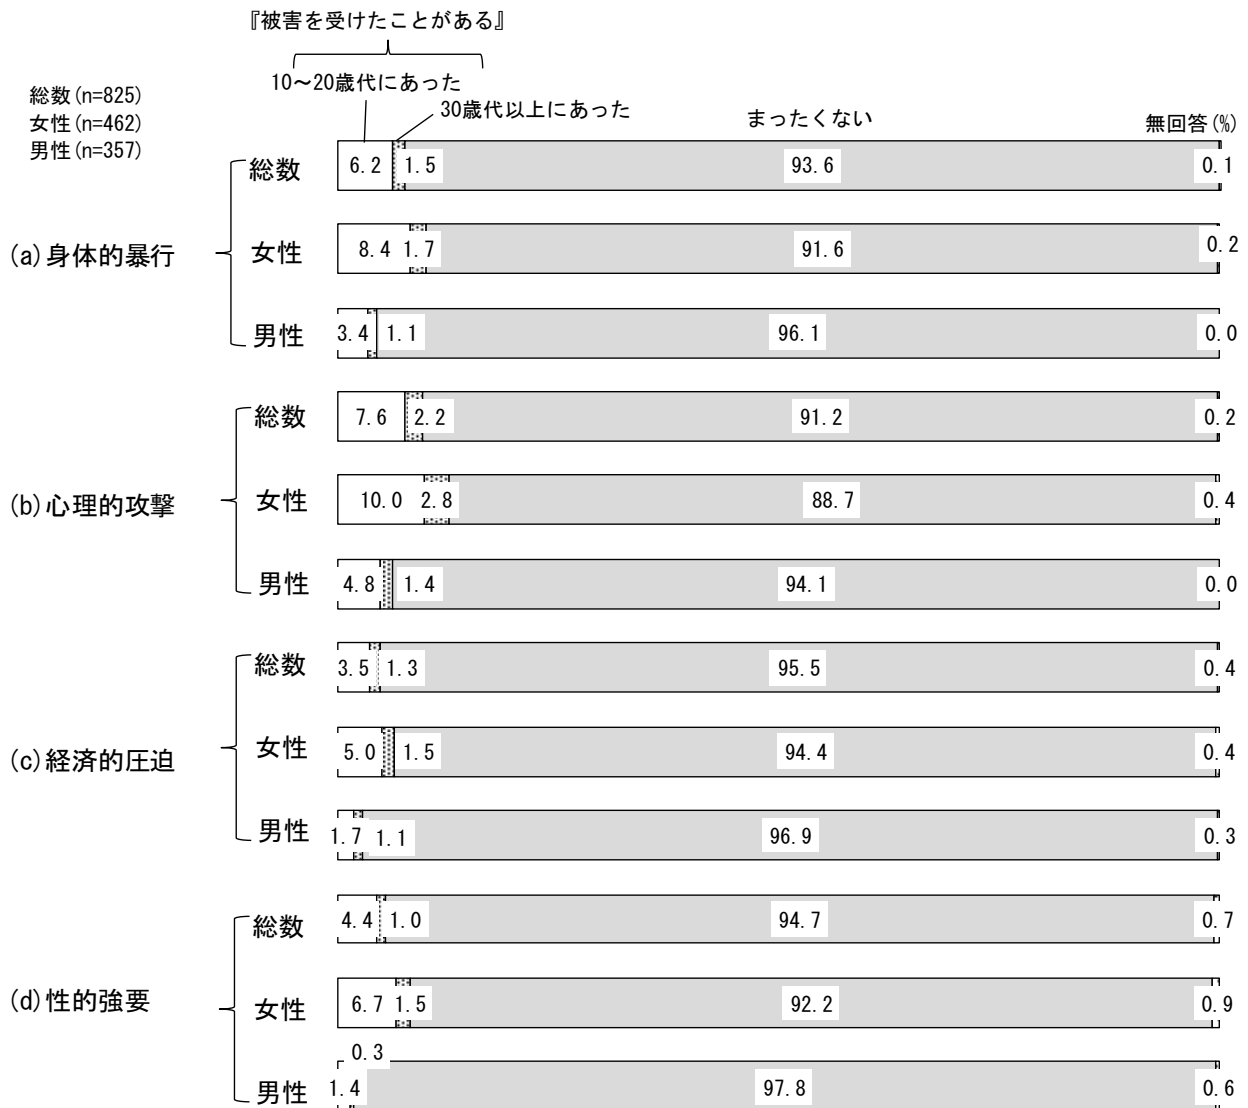 『被害を受けたことがある』
10～20歳代にあった
30歳代以上にあった
まったくない
無回答(%)
総数(n=825)
女性(n=462)
男性(n=357)
(a)身体的暴行
総数 6.2 1.5 93.6 0.1
女性 8.4 1.7 91.6 0.2
男性 3.4 1.1 96.1 0.0
(b)心理的攻撃
総数 7.6 2.2 91.2 0.2
女性 10.0 2.8 88.7 0.4
男性 4.8 1.4 94.1 0.0
(c)経済的圧迫
総数 3.5 1.3 95.5 0.4
女性 5.0 1.5 94.4 0.4
男性 1.7 1.1 96.9 0.3
(d)性的強要
総数 4.4 1.0 94.7 0.7
女性 6.7 1.5 92.2 0.9
男性 1.4 0.3 97.8 0.6